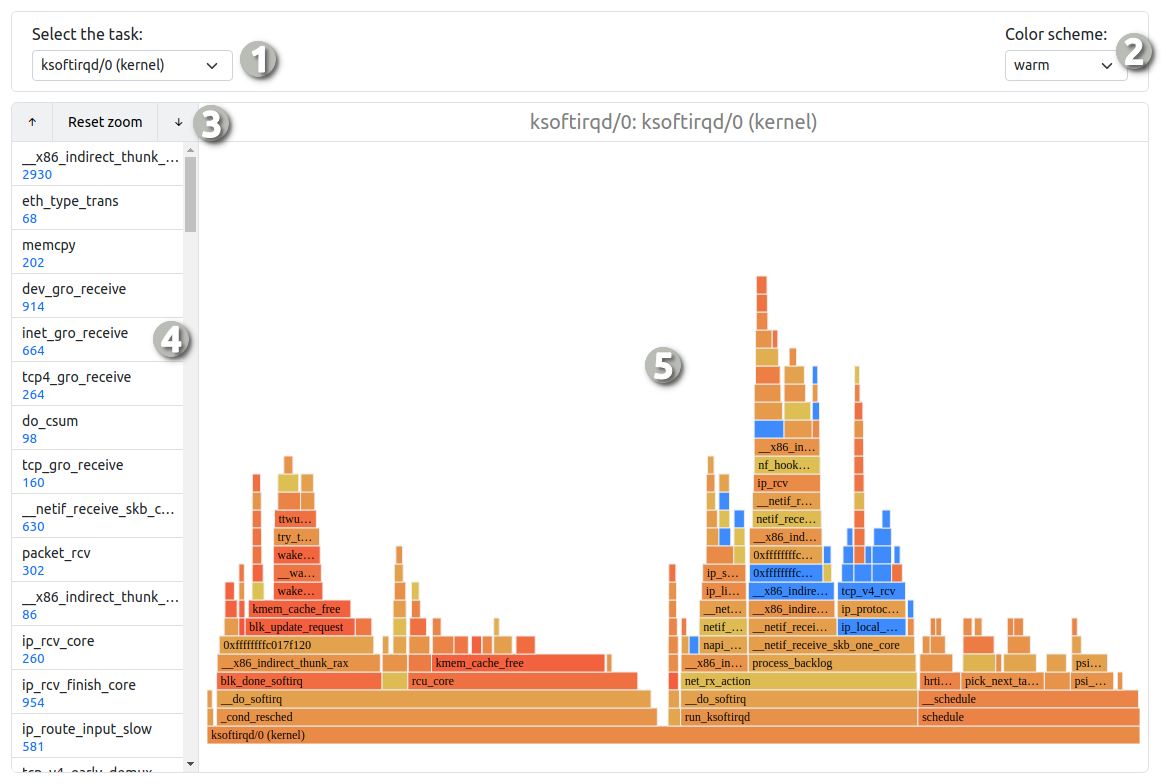 Select the task:
Color scheme:
ksoftirqd/0 (kernel)
1
warm
2
↑
Reset zoom
↓
3
ksoftirqd/0: ksoftirqd/0 (kernel)
__x86_indirect_thunk_...
2930
eth_type_trans
68
memcpy
202
dev_gro_receive
914
inet_gro_receive
664
4
tcp4_gro_receive
264
do_csum
98
tcp_gro_receive
160
__netif_receive_skb_c...
630
packet_rcv
302
__x86_indirect_thunk_...
86
ip_rcv_core
260
ip_rcv_finish_core
954
ip_route_input_slow
581
5
__x86_in...
nf_hook...
ip_rcv
__netif_r...
ttwu...
netif_rece...
try_t...
__x86_ind...
wake...
0xffffffffc...
__wa...
ip_s...
0xffffffffc...
wake...
ip_li...
__x86_indire...
tcp_v4_rcv
kmem_cache_free
__net...
__x86_indire...
ip_protoc...
blk_update_request
netif_...
__netif_recei...
ip_local_...
0xffffffffc017f120
napi_...
__netif_receive_skb_one_core
__x86_indirect_thunk_rax
kmem_cache_free
__x86_in...
process_backlog
psi...
blk_done_softirq
rcu_core
net_rx_action
hrti...
pick_next_ta...
psi_...
__do_softirq
__do_softirq
__schedule
_cond_resched
run_ksoftirqd
schedule
ksoftirqd/0 (kernel)